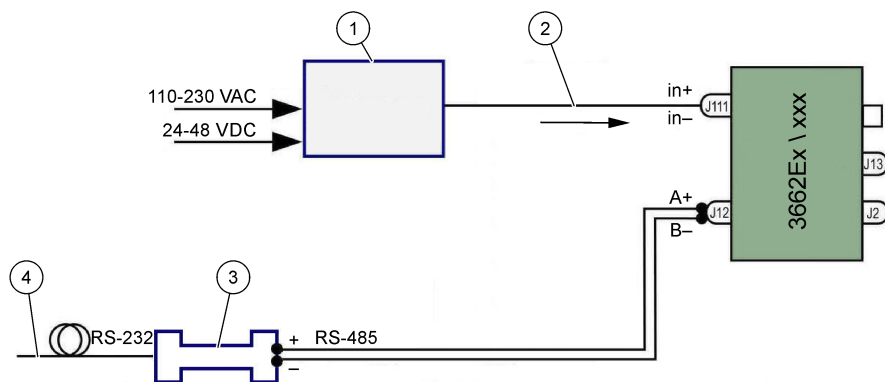 1
2
110-230 VAC
24-48 VDC
in+
in–
J111
3662Ex \ xxx
J13
A+
B–
J12
J2
4
3
RS-232
+
–
RS-485